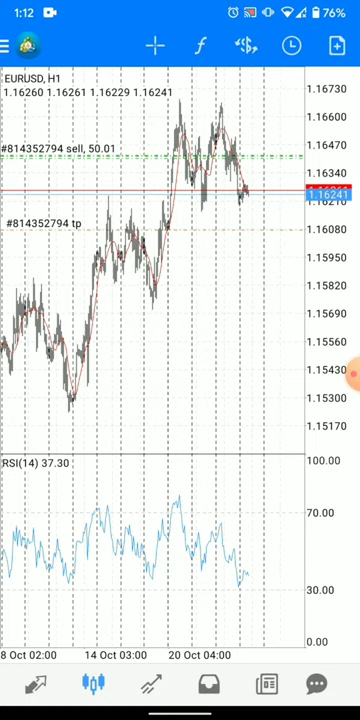 1:12
76%
EURUSD, H1
1.16260 1.16261 1.16229 1.16241
1.16730
1.16600
#814352794 sell, 50.01
1.16470
1.16340
1.16241
1.16210
#814352794 tp
1.16080
1.15950
1.15820
1.15690
1.15560
1.15430
1.15300
1.15170
RSI(14) 37.30
100.00
70.00
30.00
0.00
8 Oct 02:00
14 Oct 03:00
20 Oct 04:00